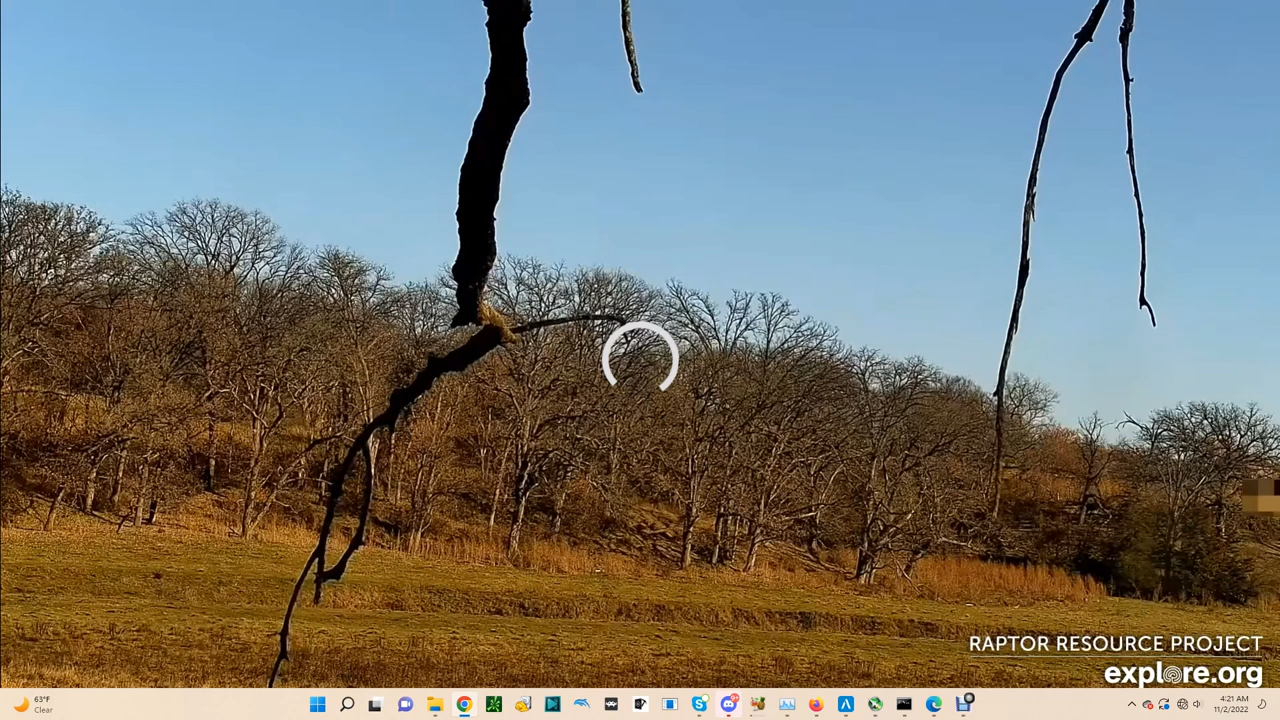 RAPTOR RESOURCE PROJECT
explore.org
63°F
Clear
4:21 AM
11/2/2022